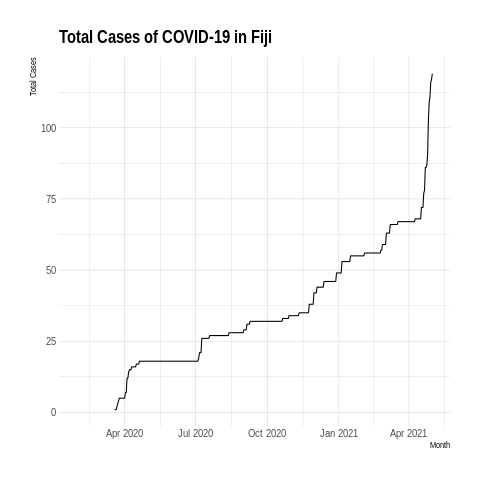 Total Cases of COVID-19 in Fiji
Total Cases
100
75
50
25
0
Apr 2020 Jul 2020 Oct 2020 Jan 2021 Apr 2021
Month